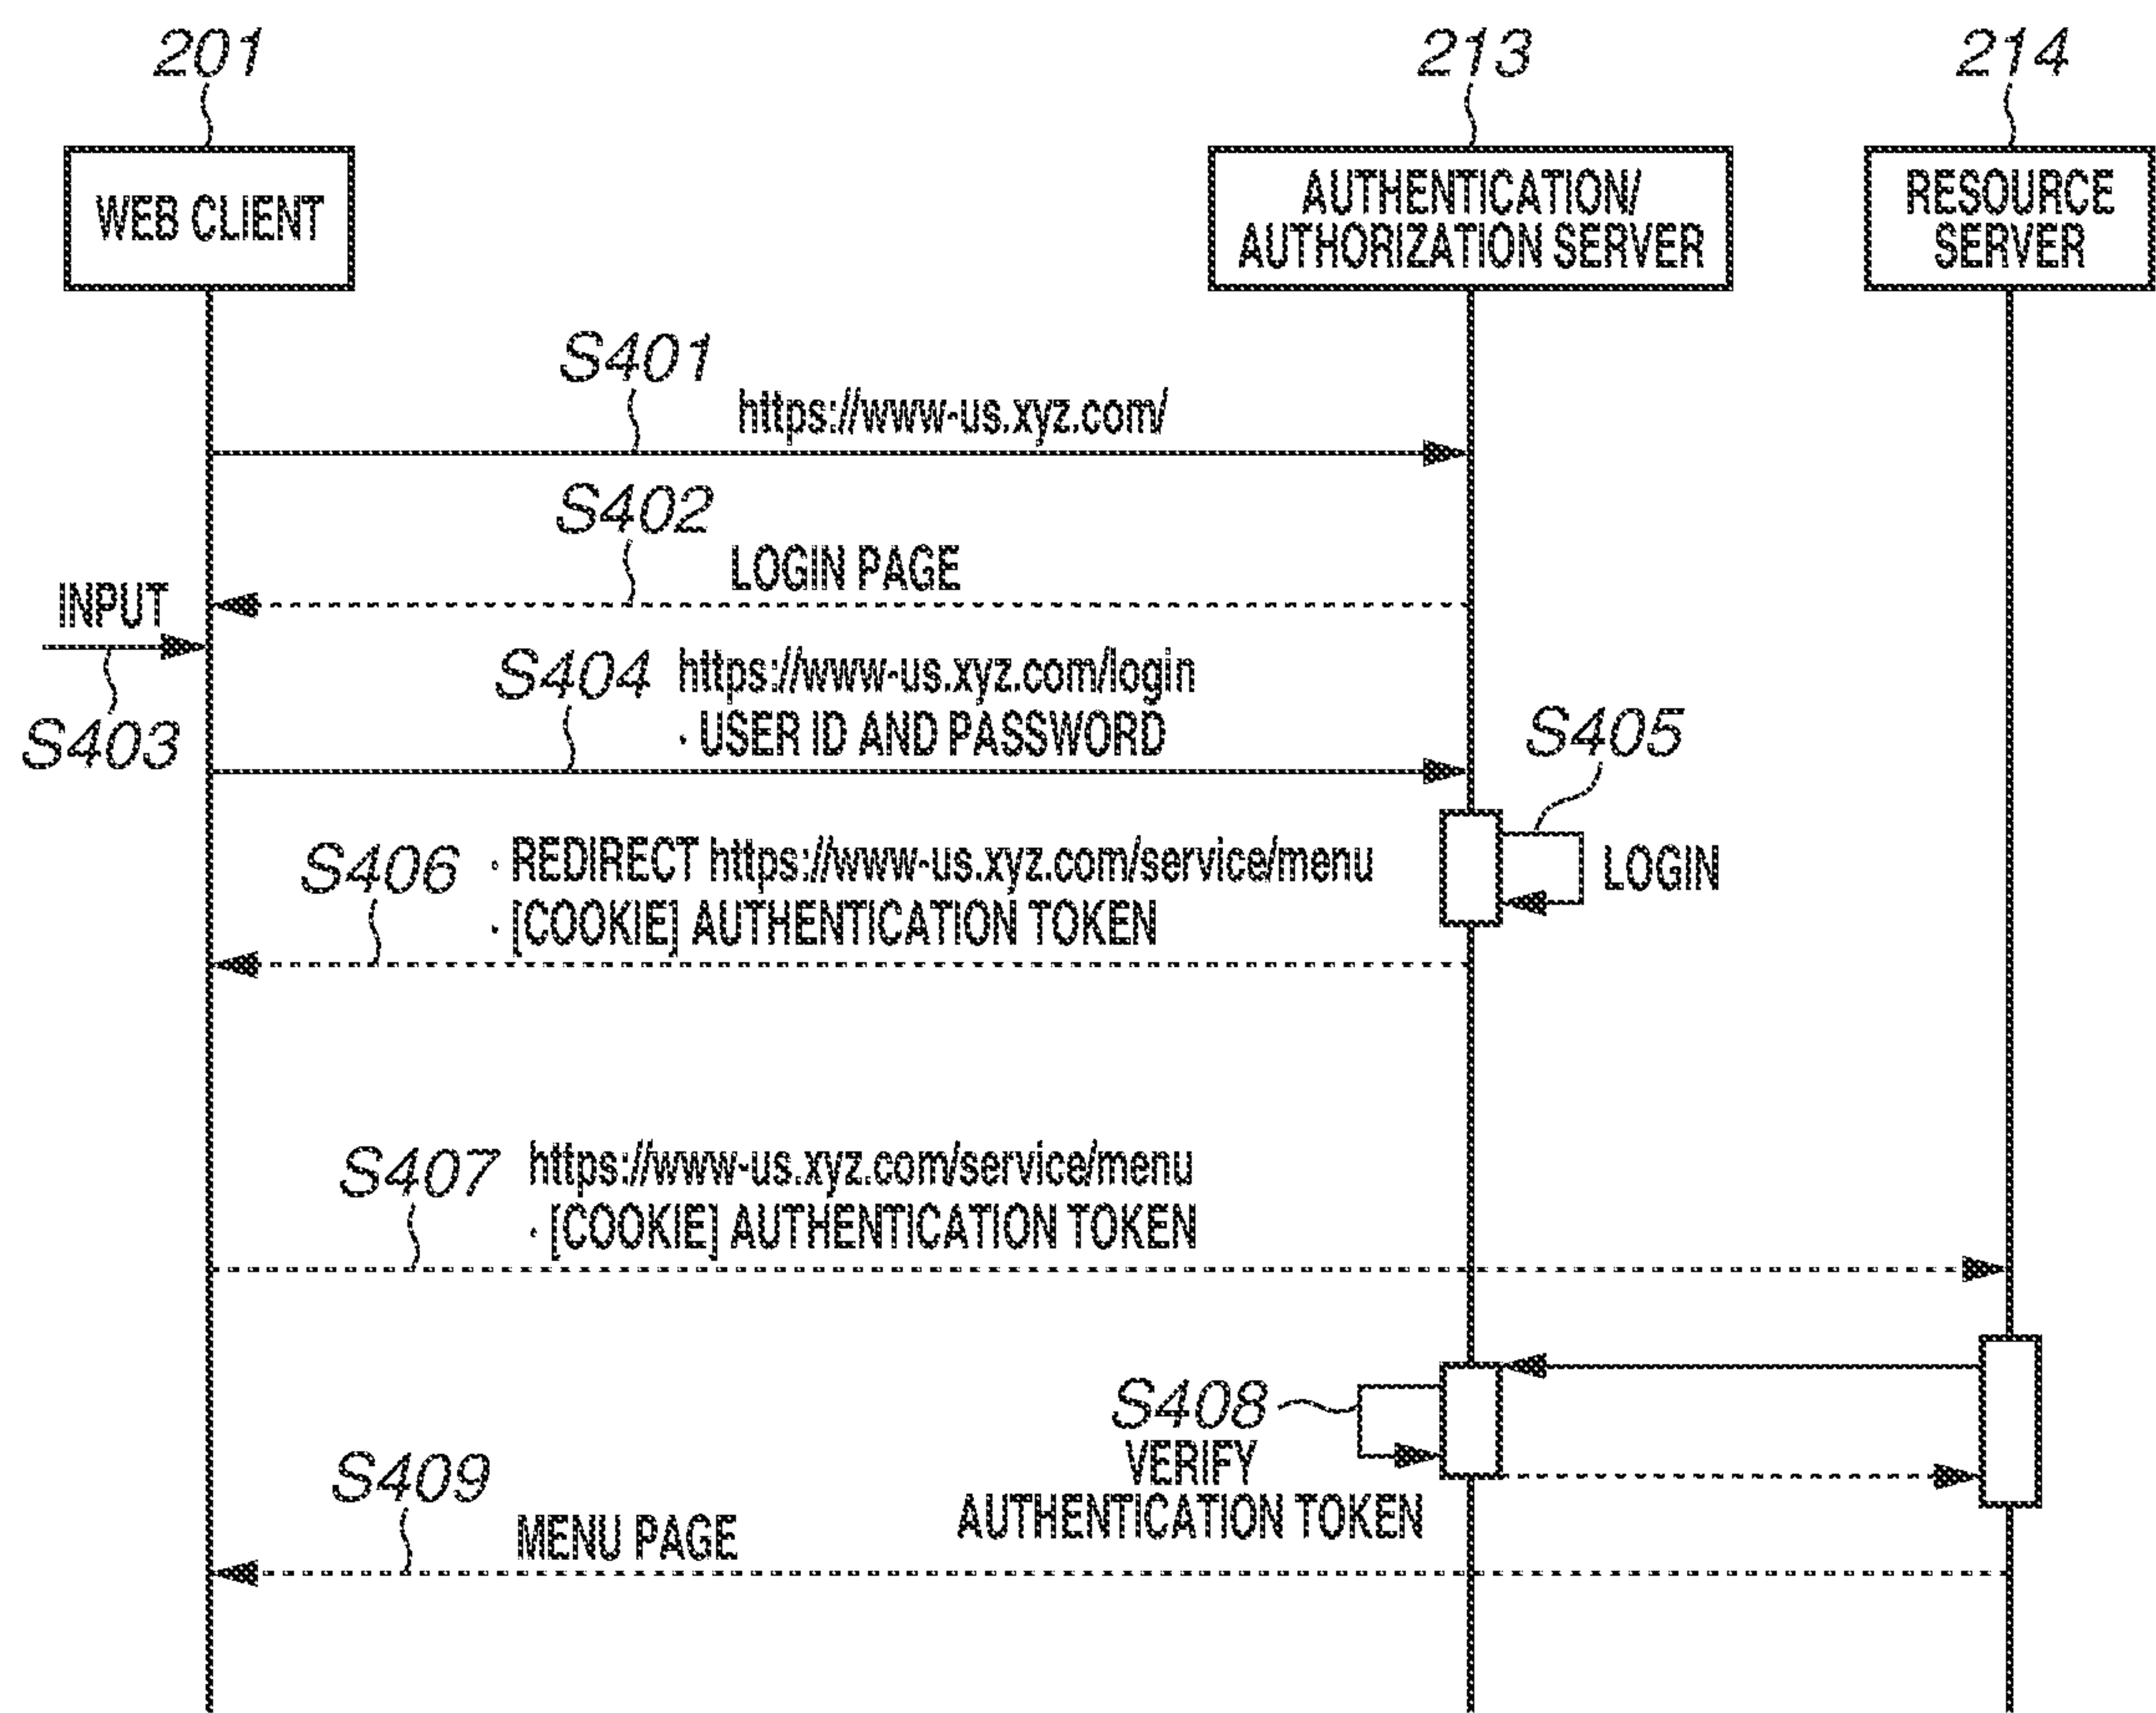 201
213
214
WEB CLIENT
AUTHENTICATION/
AUTHORIZATION SERVER
RESOURCE
SERVER
S401
https://www-us.xyz.com/
S402
LOGIN PAGE
INPUT
S403
S404
https://www-us.xyz.com/login
· USER ID AND PASSWORD
S405
LOGIN
S406
· REDIRECT https://www-us.xyz.com/service/menu
· [COOKIE] AUTHENTICATION TOKEN
S407
https://www-us.xyz.com/service/menu
· [COOKIE] AUTHENTICATION TOKEN
S408
VERIFY
AUTHENTICATION TOKEN
S409
MENU PAGE